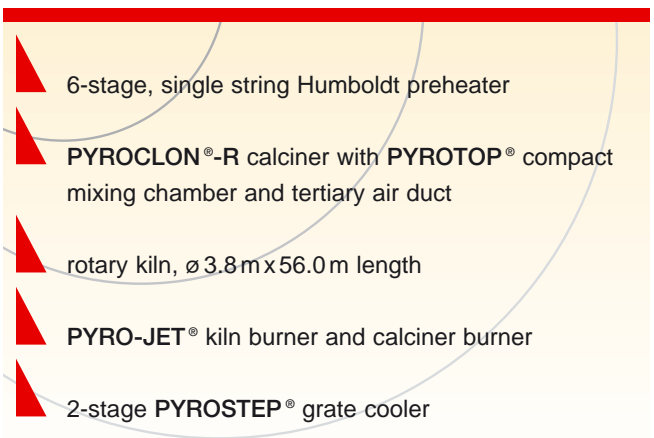 6-stage, single string Humboldt preheater
PYROCLON®-R calciner with PYROTOP® compact
mixing chamber and tertiary air duct
rotary kiln, ø 3.8 m x 56.0 m length
PYRO-JET® kiln burner and calciner burner
2-stage PYROSTEP® grate cooler